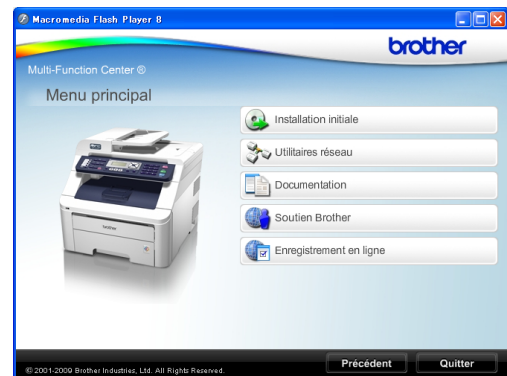 Macromedia Flash Player 8
brother
Multi-Function Center ®
Menu principal
Installation initiale
Utilitaires réseau
Documentation
Soutien Brother
Enregistrement en ligne
© 2001-2009 Brother Industries, Ltd. All Rights Reserved.
Précédent
Quitter